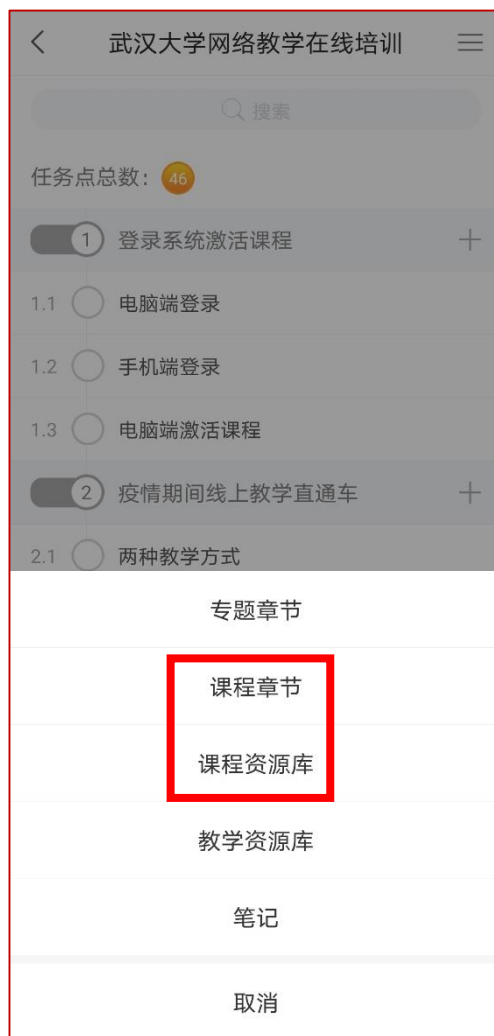 武汉大学网络教学在线培训
搜索
任务点总数： 46
1 登录系统激活课程
1.1 电脑端登录
1.2 手机端登录
1.3 电脑端激活课程
2 疫情期间线上教学直通车
2.1 两种教学方式
专题章节
课程章节
课程资源库
教学资源库
笔记
取消